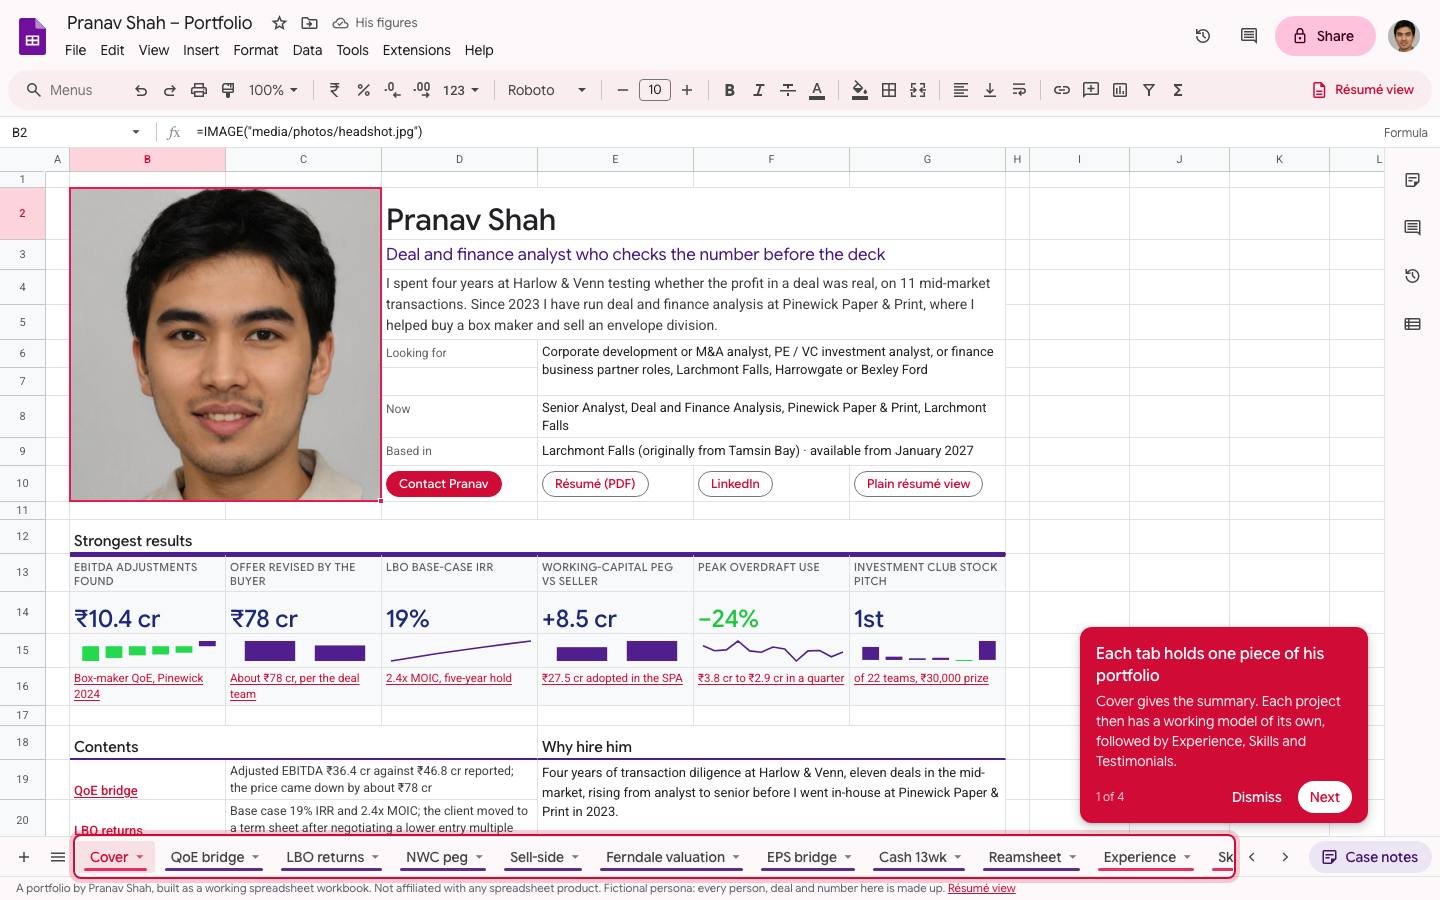 Pranav Shah – Portfolio
His figures
File Edit View Insert Format Data Tools Extensions Help
Share
Menus
100%
₹ % .0 .00 123
Roboto
10
B I A
Σ
Résumé view
B2
fx
=IMAGE("media/photos/headshot.jpg")
Formula
A B C D E F G H I J K L
1
2
Pranav Shah
3
Deal and finance analyst who checks the number before the deck
4
I spent four years at Harlow & Venn testing whether the profit in a deal was real, on 11 mid-market
transactions. Since 2023 I have run deal and finance analysis at Pinewick Paper & Print, where I
5
helped buy a box maker and sell an envelope division.
6
Looking for
Corporate development or M&A analyst, PE / VC investment analyst, or finance
business partner roles, Larchmont Falls, Harrowgate or Bexley Ford
7
8
Now
Senior Analyst, Deal and Finance Analysis, Pinewick Paper & Print, Larchmont
Falls
9
Based in
Larchmont Falls (originally from Tamsin Bay) · available from January 2027
10
Contact Pranav
Résumé (PDF)
LinkedIn
Plain résumé view
11
12
Strongest results
13
EBITDA ADJUSTMENTS
FOUND
OFFER REVISED BY THE
BUYER
LBO BASE-CASE IRR
WORKING-CAPITAL PEG
VS SELLER
PEAK OVERDRAFT USE
INVESTMENT CLUB STOCK
PITCH
14
₹10.4 cr
₹78 cr
19%
+8.5 cr
−24%
1st
15
16
Box-maker QoE, Pinewick
2024
About ₹78 cr, per the deal
team
2.4x MOIC, five-year hold
₹27.5 cr adopted in the SPA
₹3.8 cr to ₹2.9 cr in a quarter
of 22 teams, ₹30,000 prize
17
18
Contents
Why hire him
19
QoE bridge
Adjusted EBITDA ₹36.4 cr against ₹46.8 cr reported;
the price came down by about ₹78 cr
Four years of transaction diligence at Harlow & Venn, eleven deals in the mid-
market, rising from analyst to senior before I went in-house at Pinewick Paper &
Print in 2023.
20
LBO returns
Base case 19% IRR and 2.4x MOIC; the client moved to
a term sheet after negotiating a lower entry multiple
Each tab holds one piece of his
portfolio
Cover gives the summary. Each project
then has a working model of its own,
followed by Experience, Skills and
Testimonials.
1 of 4
Dismiss
Next
Cover
QoE bridge
LBO returns
NWC peg
Sell-side
Ferndale valuation
EPS bridge
Cash 13wk
Reamsheet
Experience
Sk
Case notes
A portfolio by Pranav Shah, built as a working spreadsheet workbook. Not affiliated with any spreadsheet product. Fictional persona: every person, deal and number here is made up. Résumé view